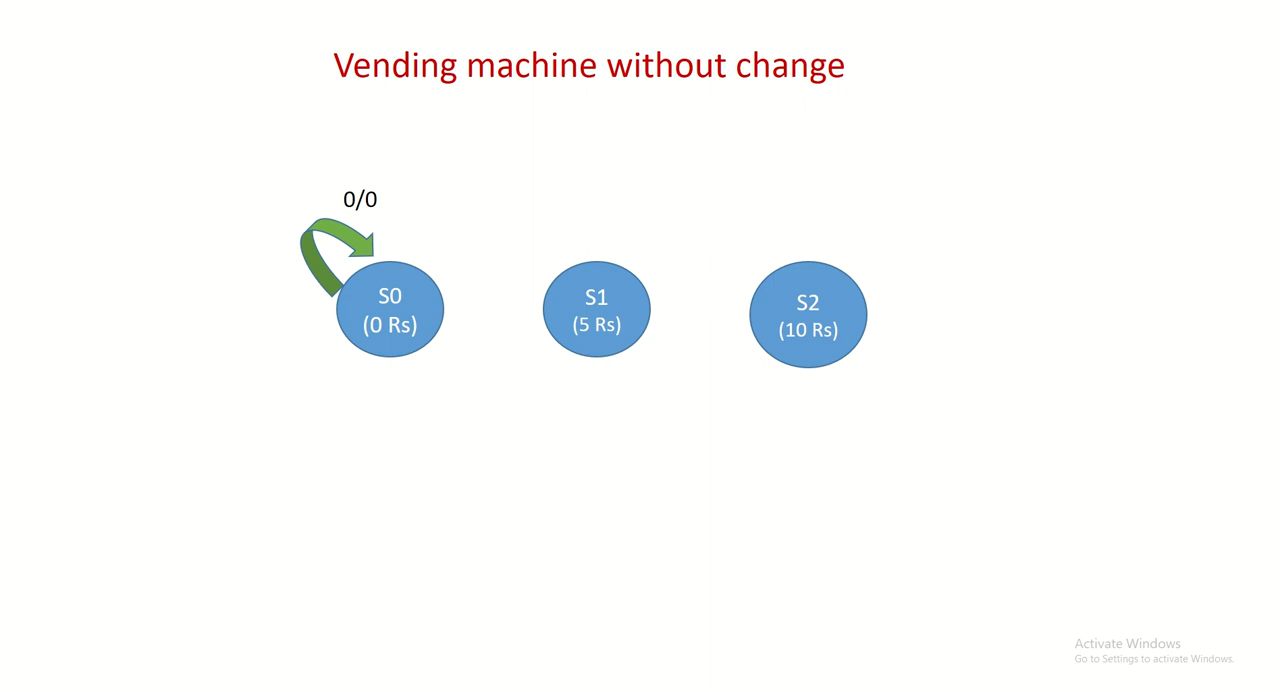 Vending machine without change
0/0
S0
(0 Rs)
S1
(5 Rs)
S2
(10 Rs)
Activate Windows
Go to Settings to activate Windows.